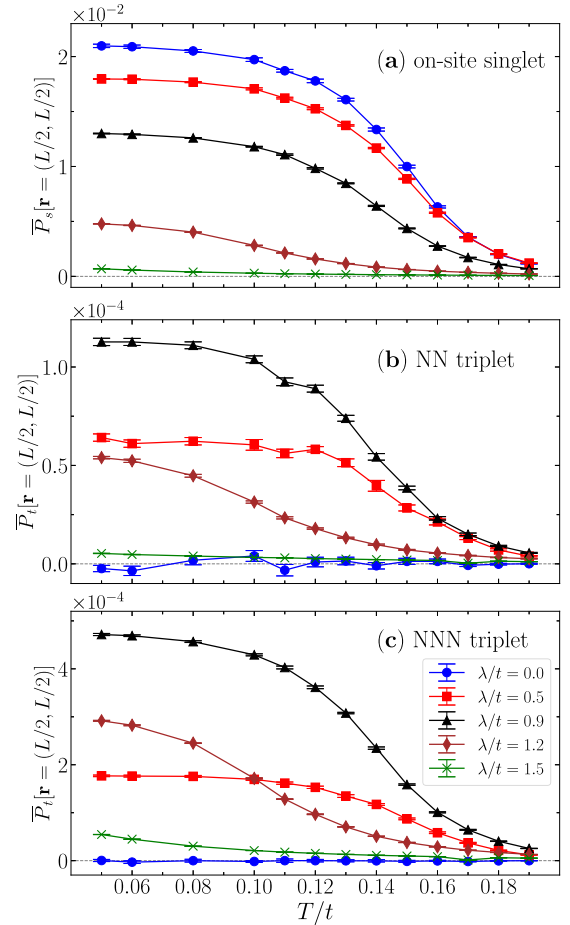 ×10⁻²
(a) on-site singlet
2
1
0
P̅ₛ[r = (L/2, L/2)]
×10⁻⁴
(b) NN triplet
1.0
0.5
0.0
P̅ₜ[r = (L/2, L/2)]
×10⁻⁴
(c) NNN triplet
4
2
0
P̅ₜ[r = (L/2, L/2)]
λ/t = 0.0
λ/t = 0.5
λ/t = 0.9
λ/t = 1.2
λ/t = 1.5
0.06 0.08 0.10 0.12 0.14 0.16 0.18
T/t